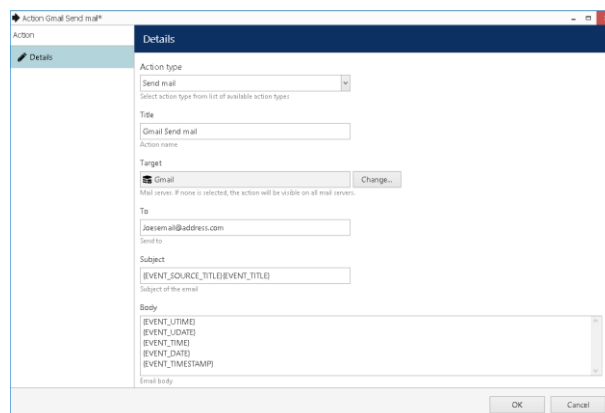 Action Gmail Send mail*
Action
Details
Details
Action type
Send mail
Select action type from list of available action types
Title
Gmail Send mail
Action name
Target
Gmail
Change...
Mail server. If none is selected, the action will be visible on all mail servers.
To
Joesemail@address.com
Send to
Subject
{EVENT_SOURCE_TITLE}{EVENT_TITLE}
Subject of the email
Body
{EVENT_UTIME}
{EVENT_UDATE}
{EVENT_TIME}
{EVENT_DATE}
{EVENT_TIMESTAMP}
Email body
OK
Cancel